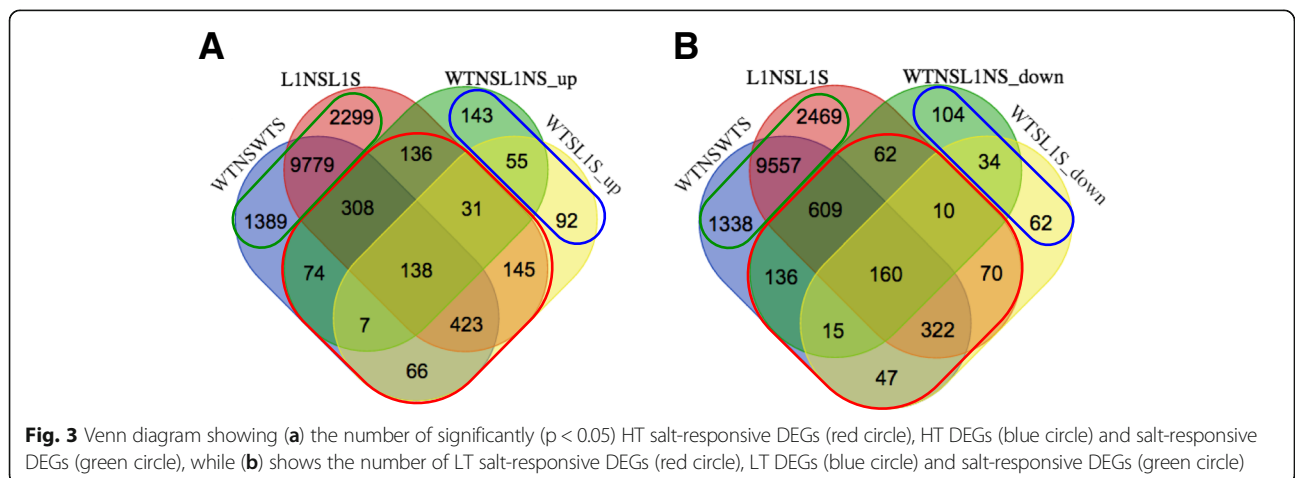 A
B
L1NSL1S
WTNSL1NS_up
L1NSL1S
WTNSL1NS_down
WTNSWTS
WTSL1S_up
WTNSWTS
WTSL1S_down
2299
143
2469
104
9779
136
55
9557
62
34
1389
308
31
92
1338
609
10
62
74
138
145
136
160
70
7
423
15
322
66
47
Fig. 3 Venn diagram showing (a) the number of significantly (p < 0.05) HT salt-responsive DEGs (red circle), HT DEGs (blue circle) and salt-responsive
DEGs (green circle), while (b) shows the number of LT salt-responsive DEGs (red circle), LT DEGs (blue circle) and salt-responsive DEGs (green circle)